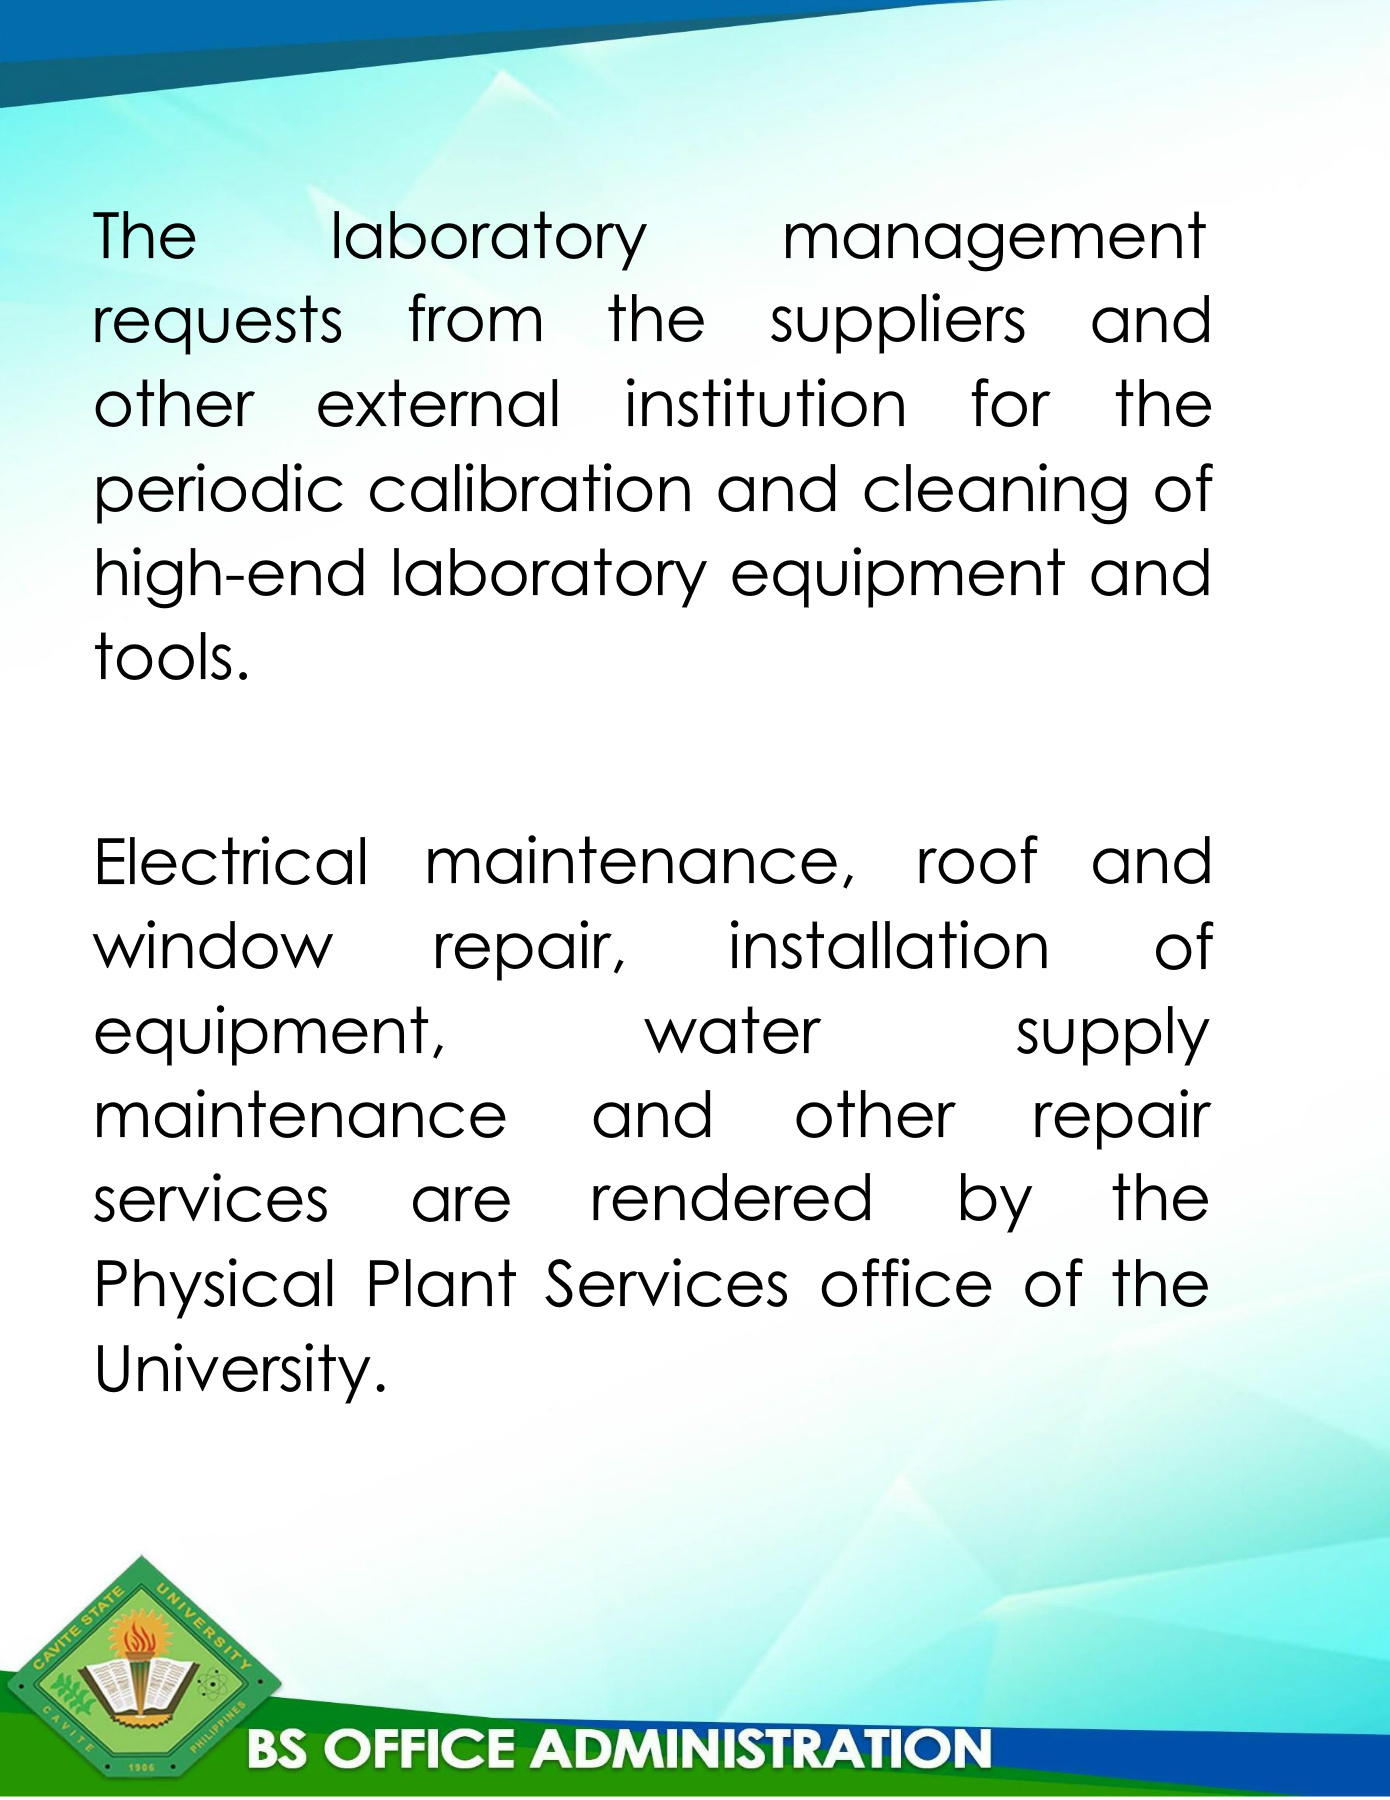 The laboratory management
requests from the suppliers and
other external institution for the
periodic calibration and cleaning of
high-end laboratory equipment and
tools.
Electrical maintenance, roof and
window repair, installation of
equipment, water supply
maintenance and other repair
services are rendered by the
Physical Plant Services office of the
University.
CAVITE STATE UNIVERSITY
CAVITE PHILIPPINES
1906
BS OFFICE ADMINISTRATION